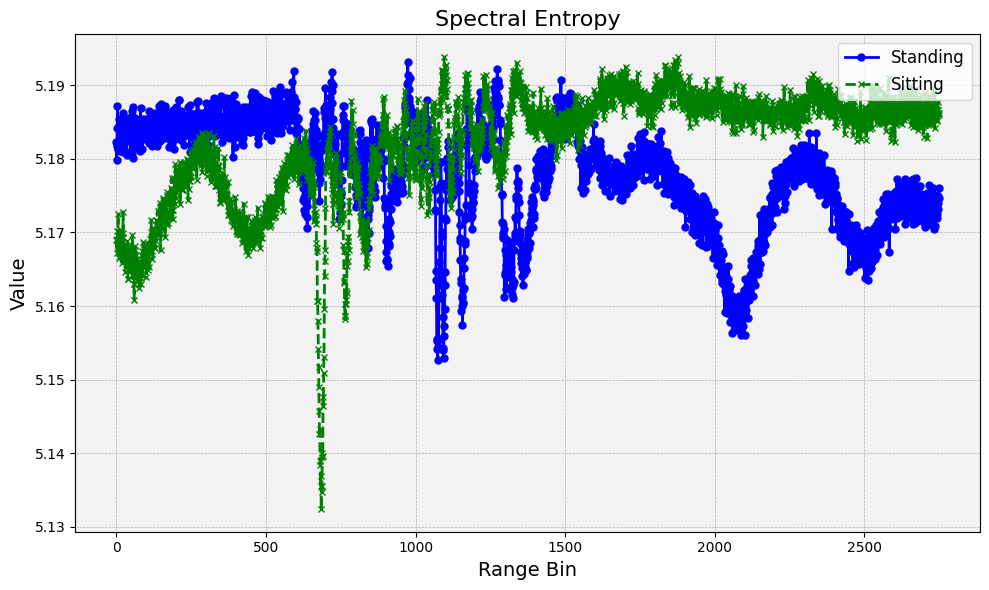 Spectral Entropy
Standing
Sitting
5.19
5.18
5.17
5.16
5.15
5.14
5.13
Value
0 500 1000 1500 2000 2500
Range Bin